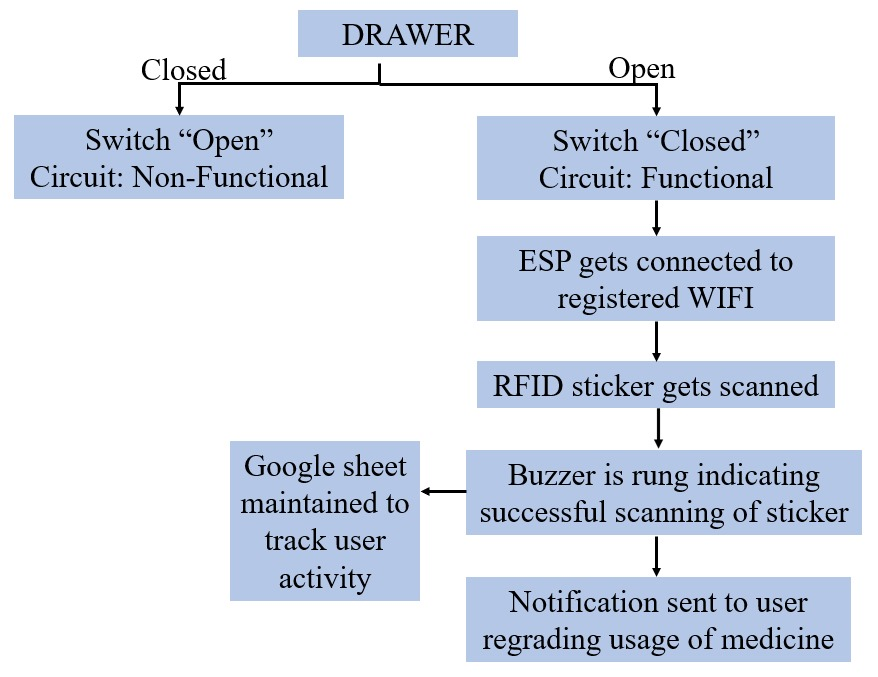 DRAWER
Closed
Open
Switch “Open”
Circuit: Non-Functional
Switch “Closed”
Circuit: Functional
ESP gets connected to
registered WIFI
RFID sticker gets scanned
Google sheet
maintained to
track user
activity
Buzzer is rung indicating
successful scanning of sticker
Notification sent to user
regrading usage of medicine